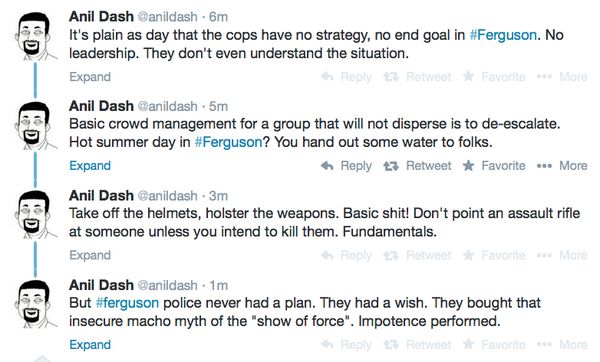 Anil Dash @anildash · 6m
It's plain as day that the cops have no strategy, no end goal in #Ferguson. No
leadership. They don't even understand the situation.
Expand Reply Retweet Favorite More
Anil Dash @anildash · 5m
Basic crowd management for a group that will not disperse is to de-escalate.
Hot summer day in #Ferguson? You hand out some water to folks.
Expand Reply Retweet Favorite More
Anil Dash @anildash · 3m
Take off the helmets, holster the weapons. Basic shit! Don't point an assault rifle
at someone unless you intend to kill them. Fundamentals.
Expand Reply Retweet Favorite More
Anil Dash @anildash · 1m
But #ferguson police never had a plan. They had a wish. They bought that
insecure macho myth of the "show of force". Impotence performed.
Expand Reply Retweet Favorite More